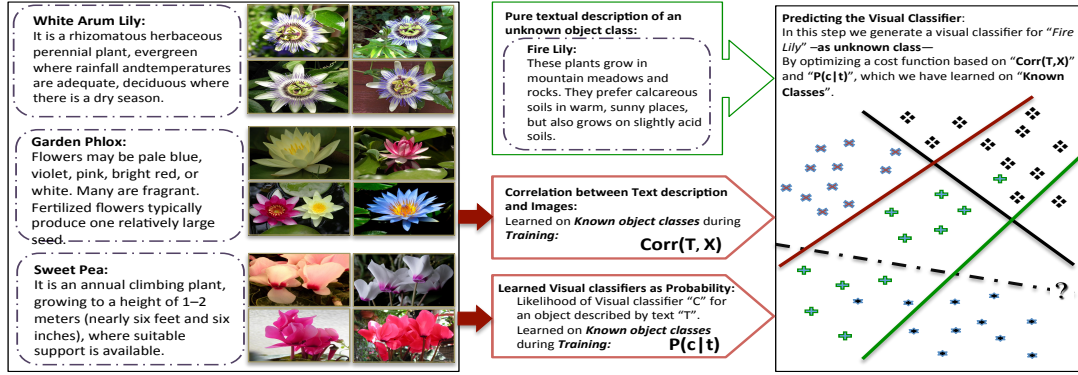 White Arum Lily:
It is a rhizomatous herbaceous
perennial plant, evergreen
where rainfall andtemperatures
are adequate, deciduous where
there is a dry season.
Garden Phlox:
Flowers may be pale blue,
violet, pink, bright red, or
white. Many are fragrant.
Fertilized flowers typically
produce one relatively large
seed.
Sweet Pea:
It is an annual climbing plant,
growing to a height of 1–2
meters (nearly six feet and six
inches), where suitable
support is available.
Pure textual description of an
unknown object class:
Fire Lily:
These plants grow in
mountain meadows and
rocks. They prefer calcareous
soils in warm, sunny places,
but also grows on slightly acid
soils.
Correlation between Text description
and Images:
Learned on Known object classes during
Training: Corr(T, X)
Learned Visual classifiers as Probability:
Likelihood of Visual classifier “C” for
an object described by text “T”.
Learned on Known object classes
during Training: P(c|t)
Predicting the Visual Classifier:
In this step we generate a visual classifier for “Fire
Lily” –as unknown class—
By optimizing a cost function based on “Corr(T,X)”
and “P(c|t)”, which we have learned on “Known
Classes”.
?